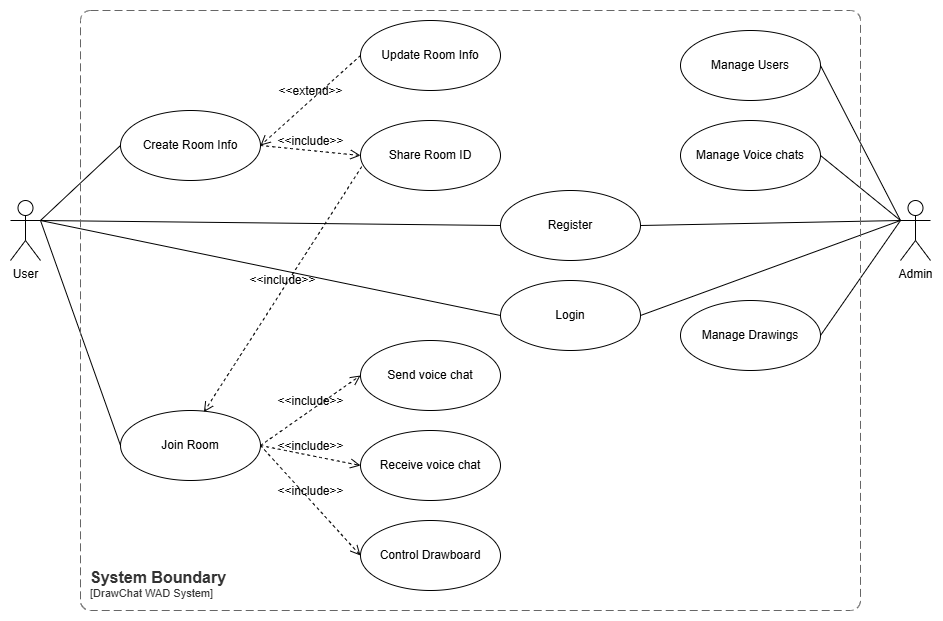 Update Room Info
Manage Users
<<extend>>
Create Room Info
<<include>>
Share Room ID
Manage Voice chats
Register
User
Admin
<<include>>
Login
Manage Drawings
Send voice chat
<<include>>
Join Room
<<include>>
Receive voice chat
<<include>>
Control Drawboard
System Boundary
[DrawChat WAD System]